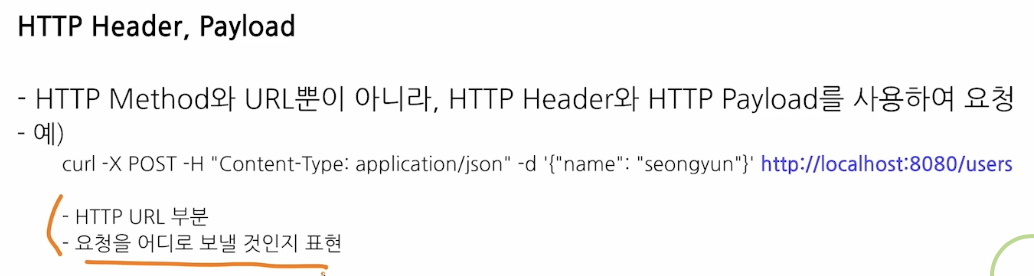 HTTP Header, Payload
- HTTP Method와 URL뿐이 아니라, HTTP Header와 HTTP Payload를 사용하여 요청
- 예)
curl -X POST -H "Content-Type: application/json" -d '{"name": "seongyun"}' http://localhost:8080/users
- HTTP URL 부분
- 요청을 어디로 보낼 것인지 표현
s